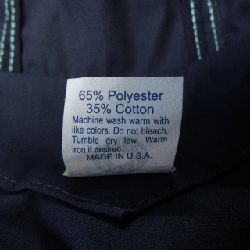 65% Polyester
35% Cotton
Machine wash warm with
like colors. Do not bleach.
Tumble dry low. Warm
iron if desired.
MADE IN U.S.A.